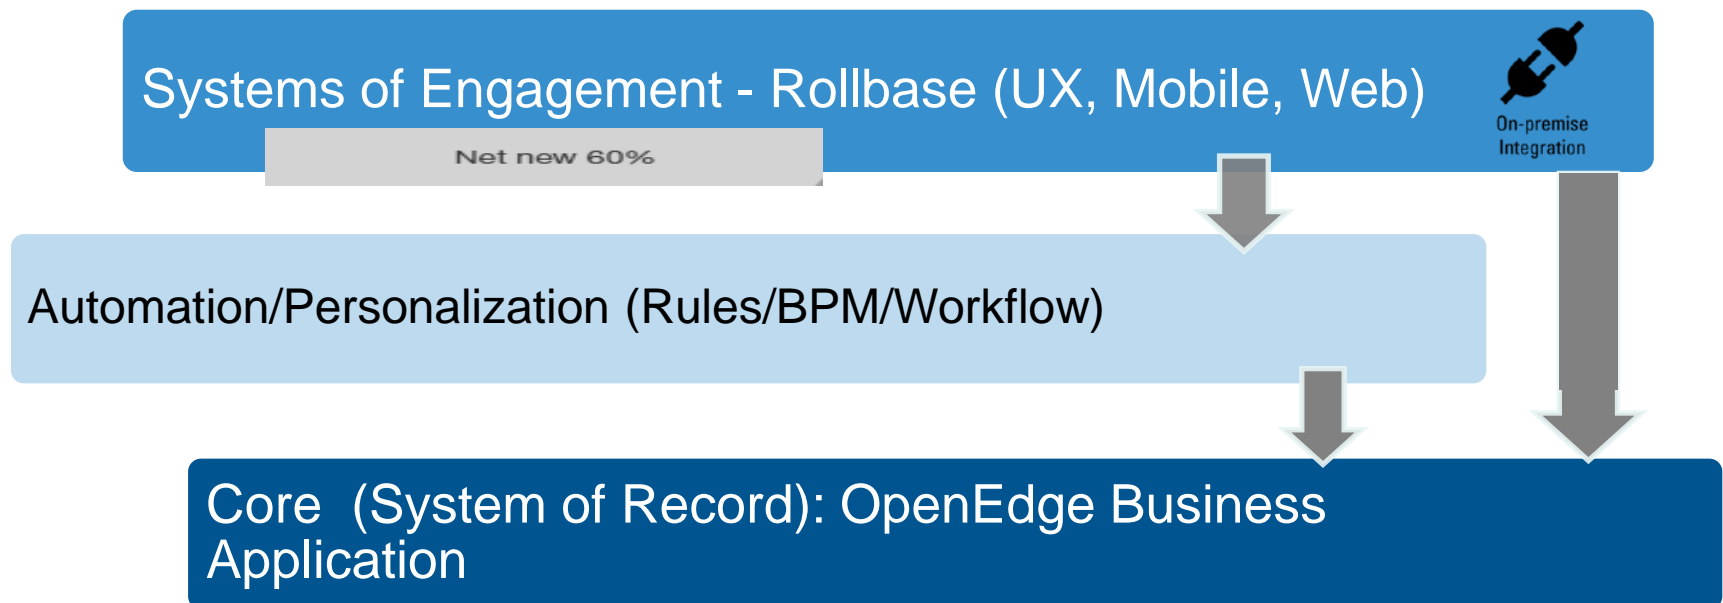 Systems of Engagement - Rollbase (UX, Mobile, Web)
On-premise
Integration
Net new 60%
Automation/Personalization (Rules/BPM/Workflow)
Core (System of Record): OpenEdge Business
Application